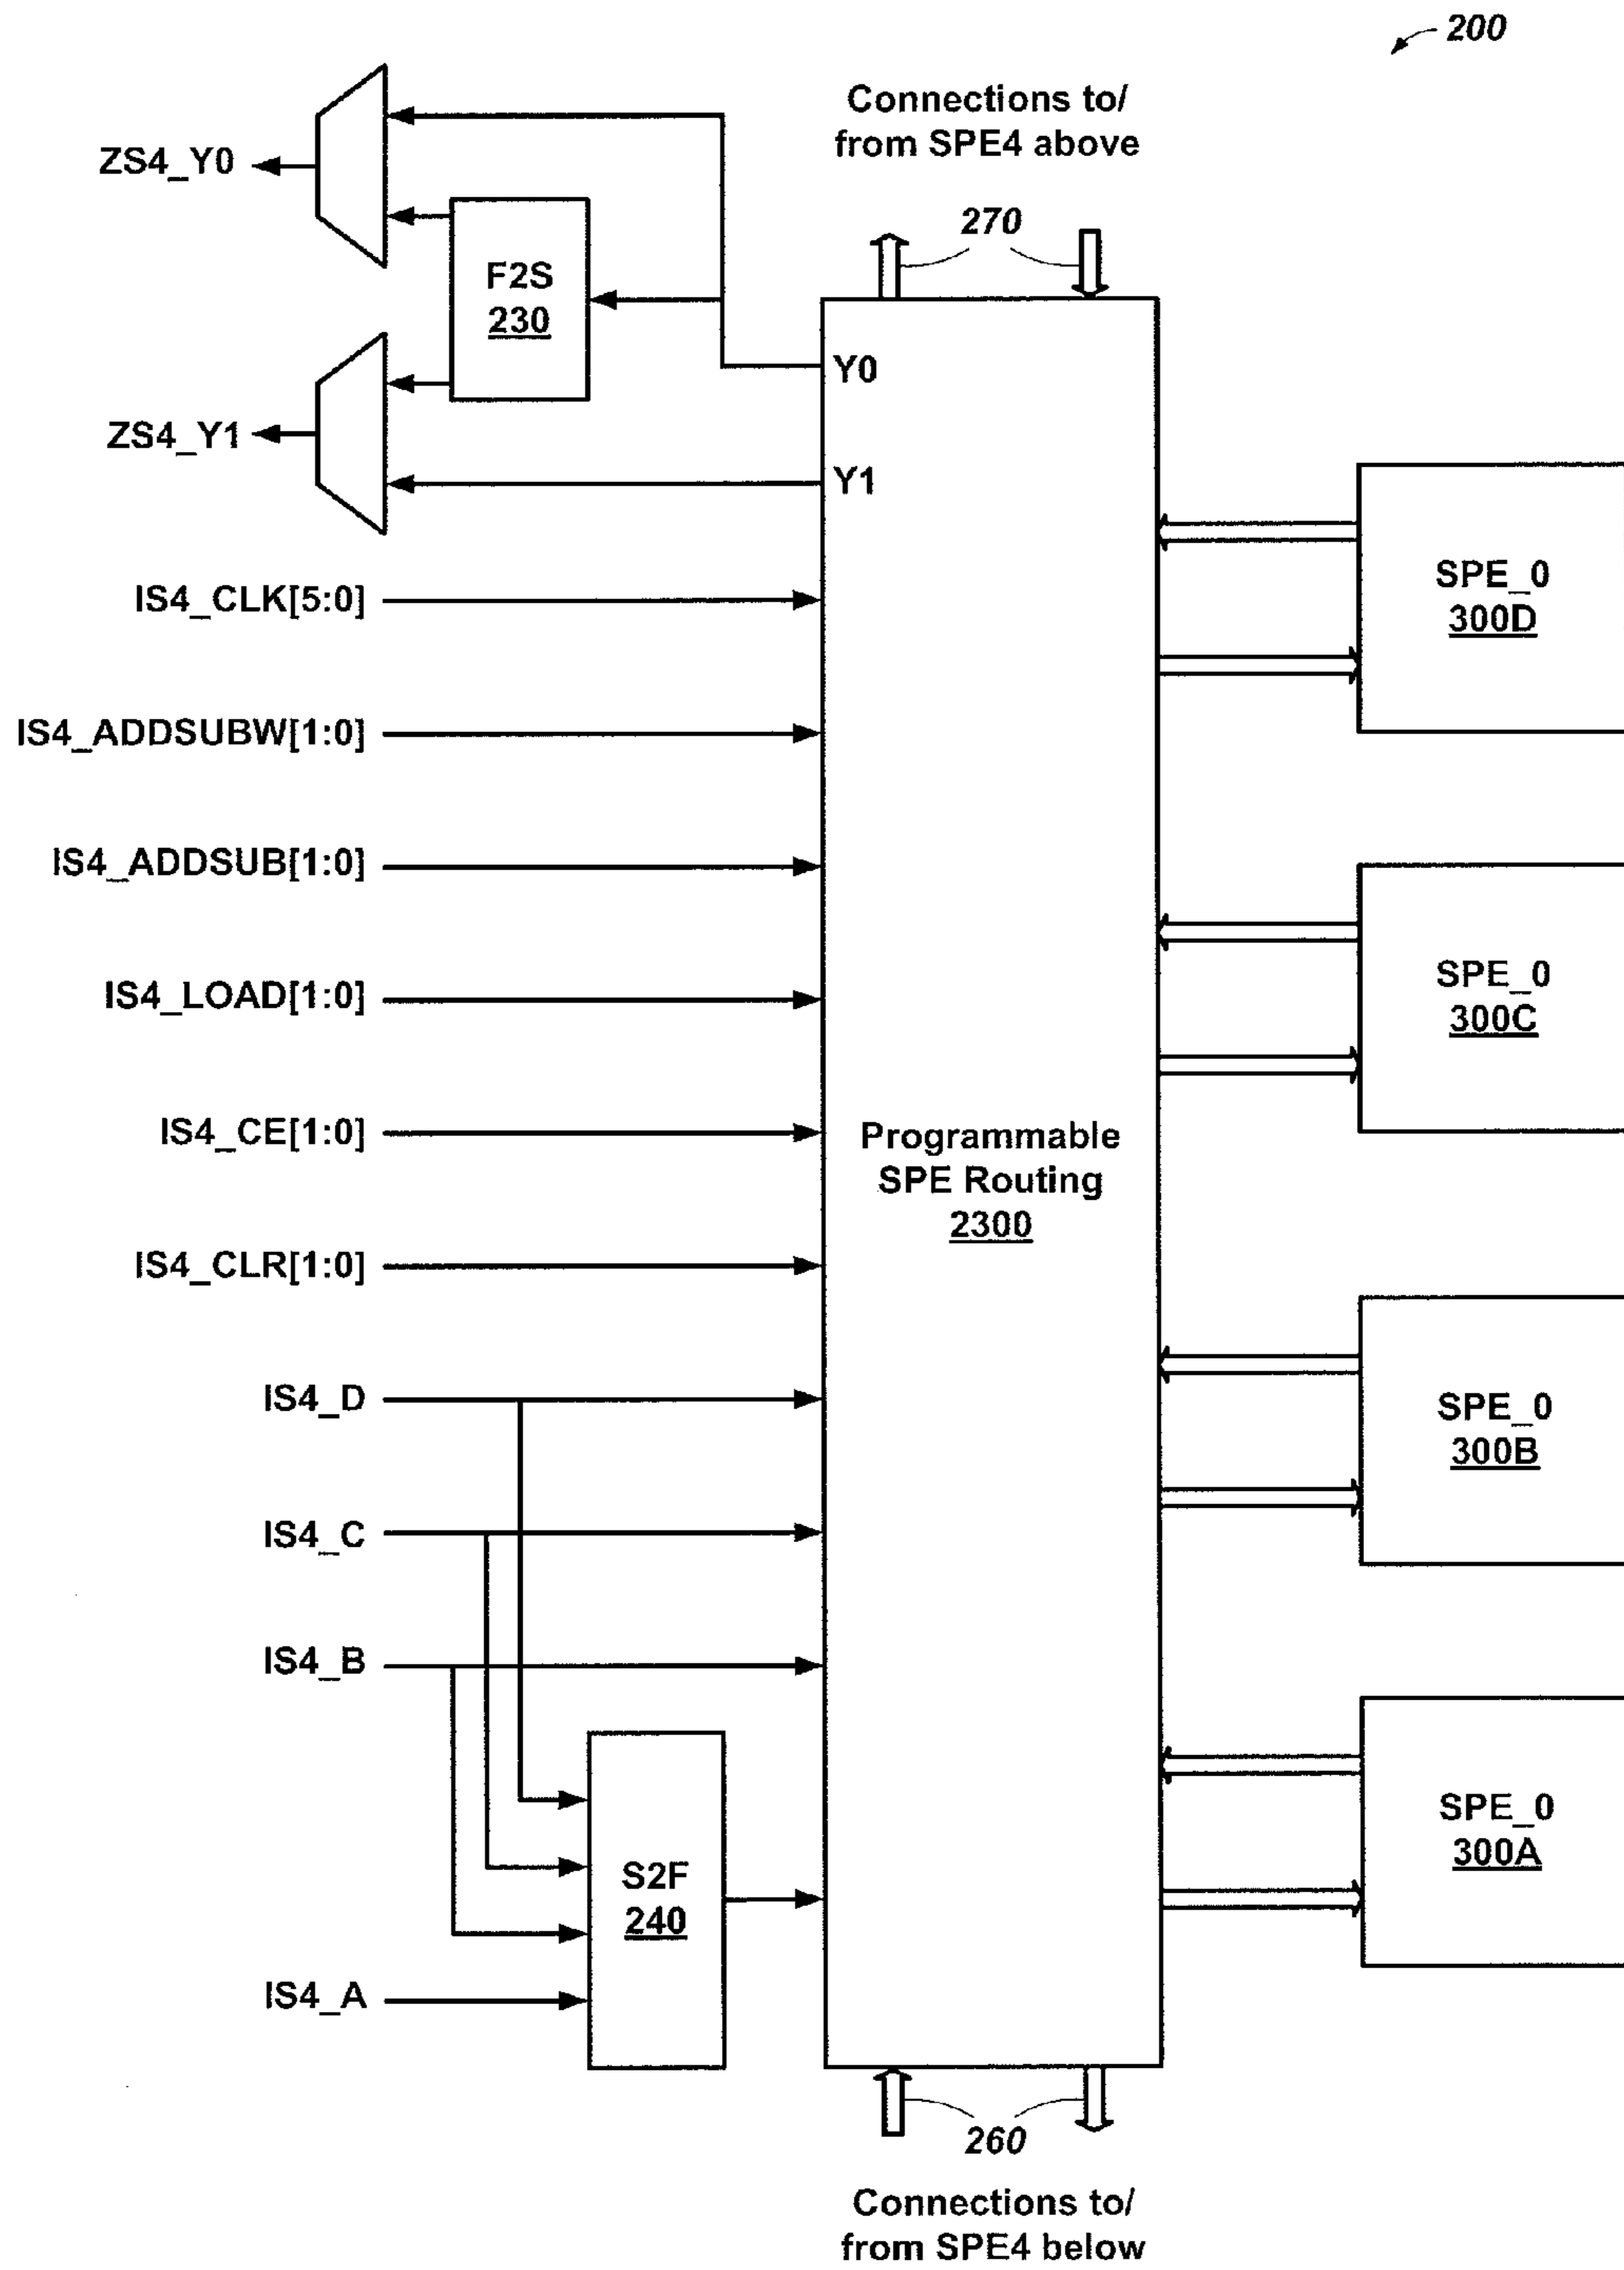 200
Connections to/
from SPE4 above
270
ZS4_Y0
F2S
230
ZS4_Y1
Y0
Y1
IS4_CLK[5:0]
IS4_ADDSUBW[1:0]
IS4_ADDSUB[1:0]
IS4_LOAD[1:0]
IS4_CE[1:0]
IS4_CLR[1:0]
IS4_D
IS4_C
IS4_B
IS4_A
S2F
240
Programmable
SPE Routing
2300
SPE_0
300D
SPE_0
300C
SPE_0
300B
SPE_0
300A
260
Connections to/
from SPE4 below